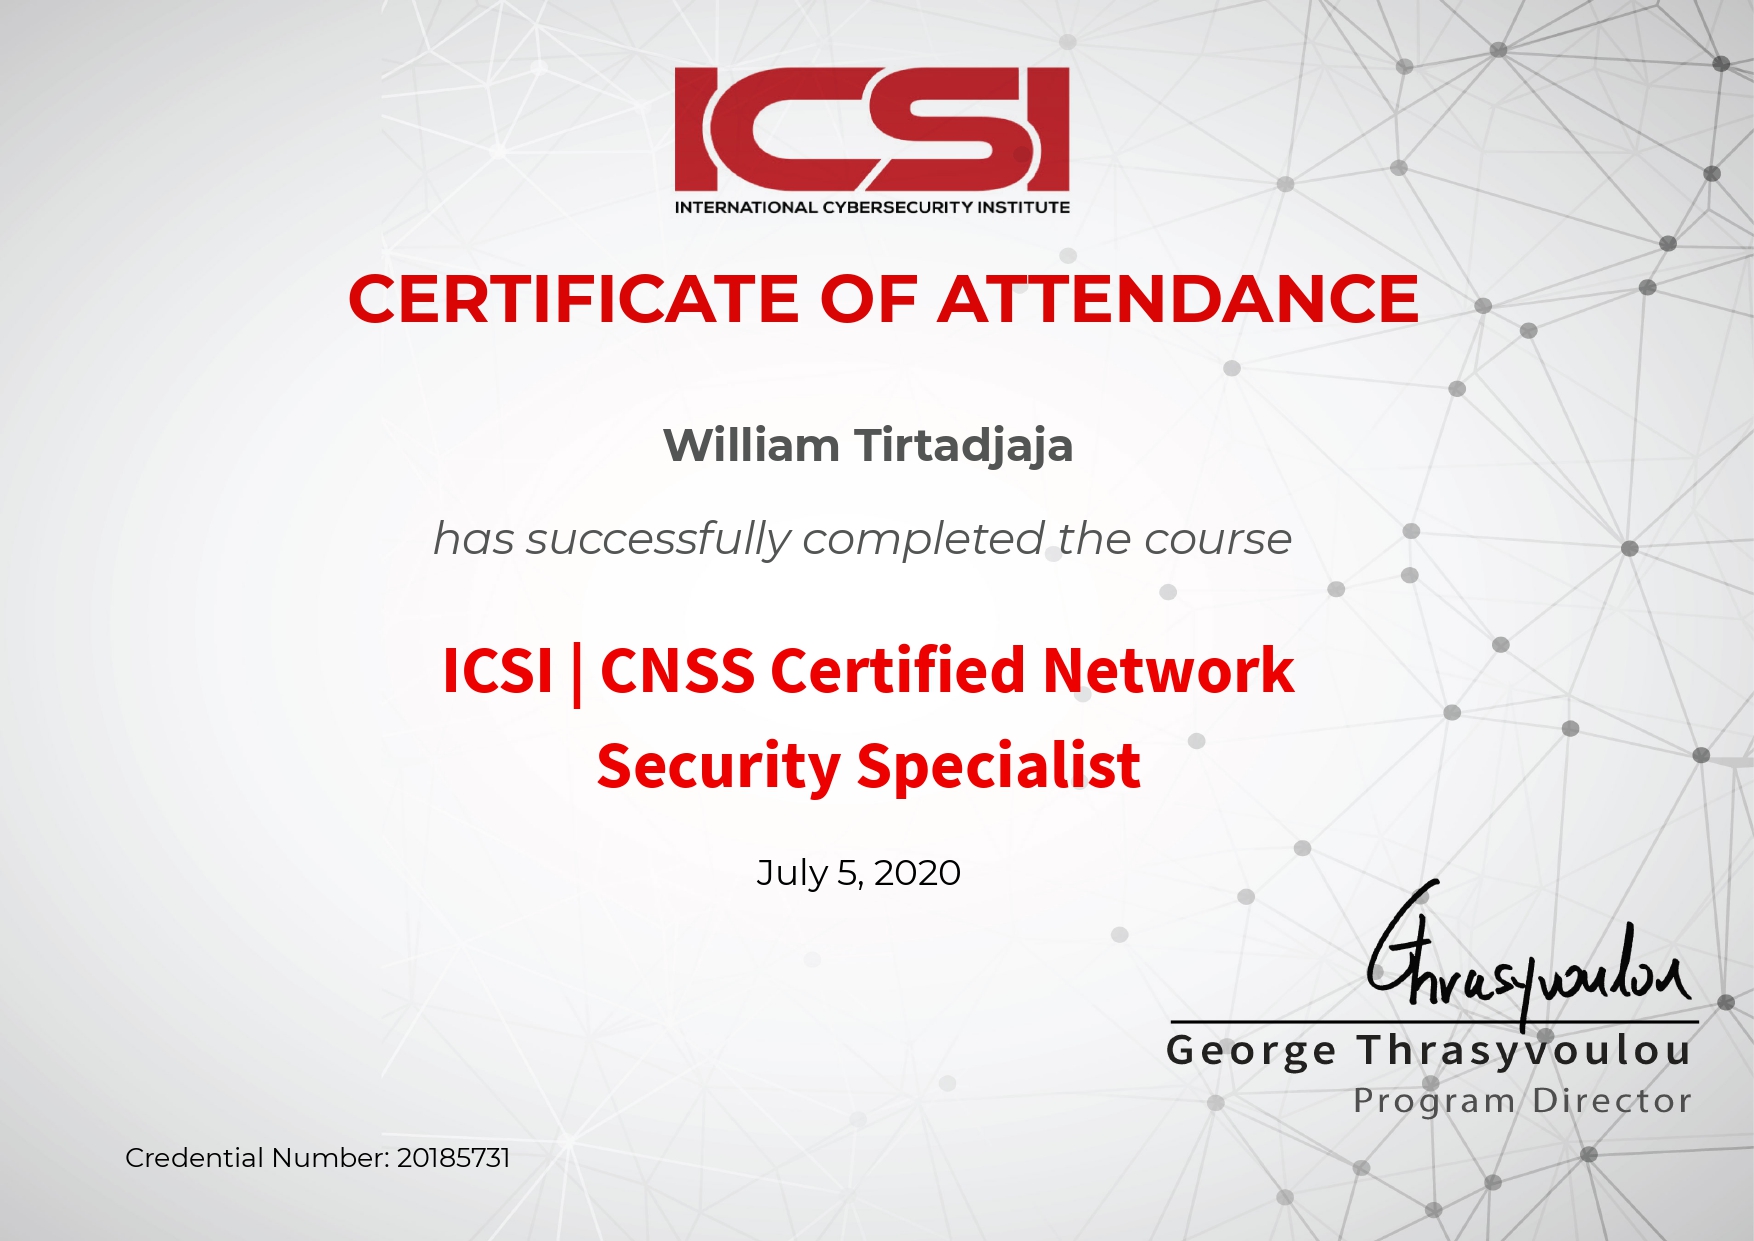 ICSI
INTERNATIONAL CYBERSECURITY INSTITUTE
CERTIFICATE OF ATTENDANCE
William Tirtadjaja
has successfully completed the course
ICSI | CNSS Certified Network
Security Specialist
July 5, 2020
Thrasyvoulou
George Thrasyvoulou
Program Director
Credential Number: 20185731